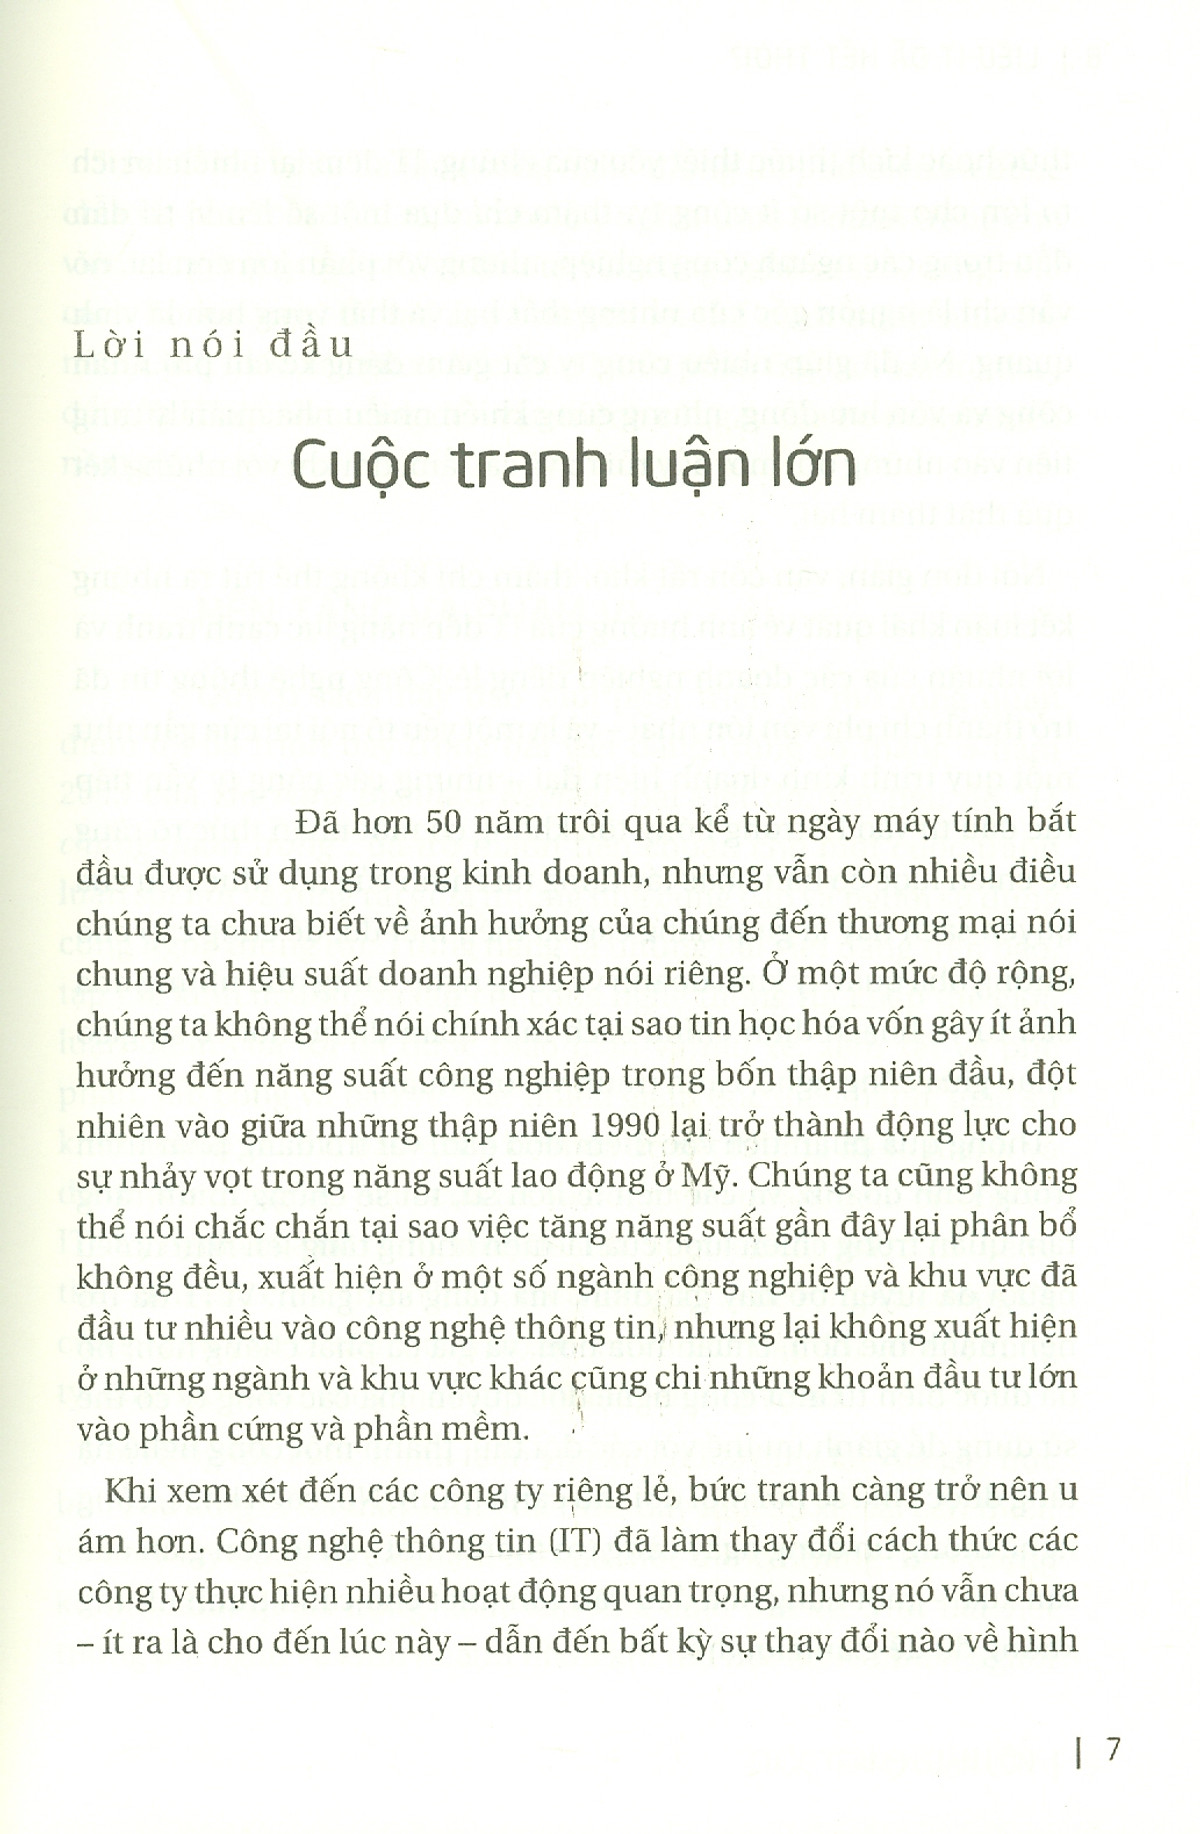 Lời nói đầu
Cuộc tranh luận lớn
Đã hơn 50 năm trôi qua kể từ ngày máy tính bắt
đầu được sử dụng trong kinh doanh, nhưng vẫn còn nhiều điều
chúng ta chưa biết về ảnh hưởng của chúng đến thương mại nói
chung và hiệu suất doanh nghiệp nói riêng. Ở một mức độ rộng,
chúng ta không thể nói chính xác tại sao tin học hóa vốn gây ít ảnh
hưởng đến năng suất công nghiệp trong bốn thập niên đầu, đột
nhiên vào giữa những thập niên 1990 lại trở thành động lực cho
sự nhảy vọt trong năng suất lao động ở Mỹ. Chúng ta cũng không
thể nói chắc chắn tại sao việc tăng năng suất gần đây lại phân bổ
không đều, xuất hiện ở một số ngành công nghiệp và khu vực đã
đầu tư nhiều vào công nghệ thông tin, nhưng lại không xuất hiện
ở những ngành và khu vực khác cũng chi những khoản đầu tư lớn
vào phần cứng và phần mềm.
Khi xem xét đến các công ty riêng lẻ, bức tranh càng trở nên u
ám hơn. Công nghệ thông tin (IT) đã làm thay đổi cách thức các
công ty thực hiện nhiều hoạt động quan trọng, nhưng nó vẫn chưa
– ít ra là cho đến lúc này – dẫn đến bất kỳ sự thay đổi nào về hình
| 7